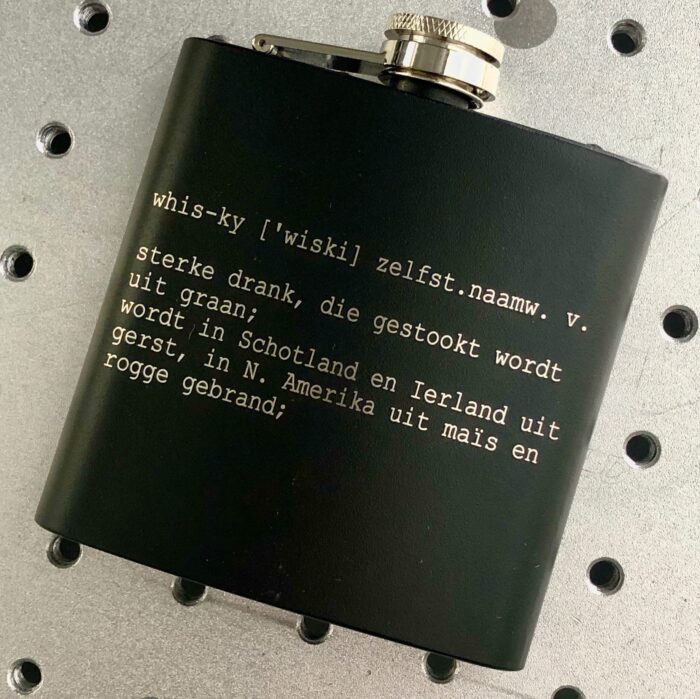 whis-ky ['wiski] zelfst.naamw. v.
sterke drank, die gestookt wordt
uit graan;
wordt in Schotland en Ierland uit
gerst, in N. Amerika uit maïs en
rogge gebrand;